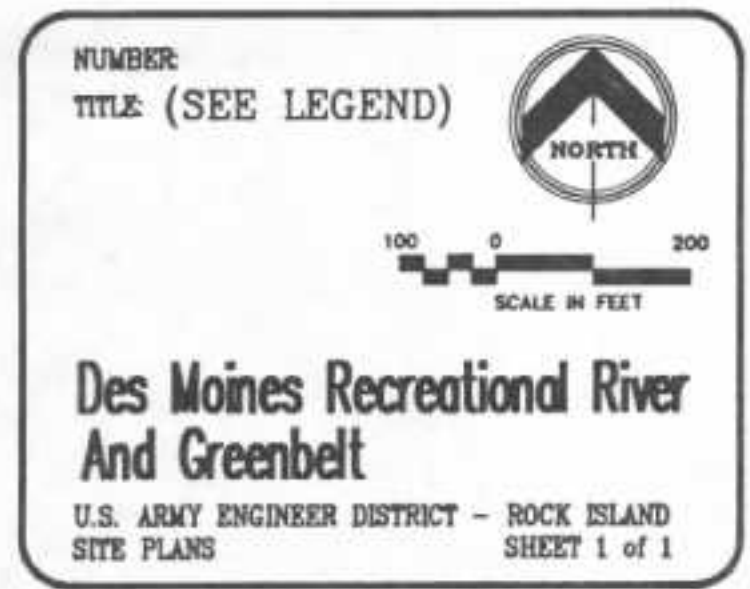 NUMBER:
TITLE: (SEE LEGEND)
NORTH
100 0 200
SCALE IN FEET
Des Moines Recreational River
And Greenbelt
U.S. ARMY ENGINEER DISTRICT – ROCK ISLAND
SITE PLANS SHEET 1 of 1